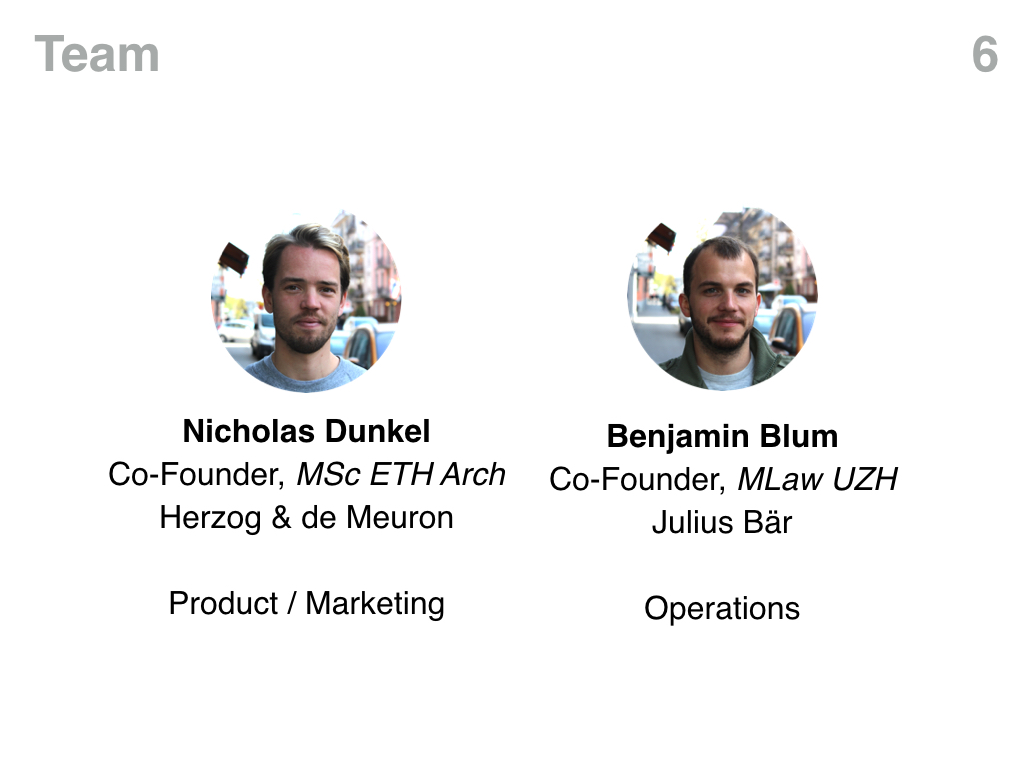 Team
6
Nicholas Dunkel
Co-Founder, MSc ETH Arch
Herzog & de Meuron
Product / Marketing
Benjamin Blum
Co-Founder, MLaw UZH
Julius Bär
Operations